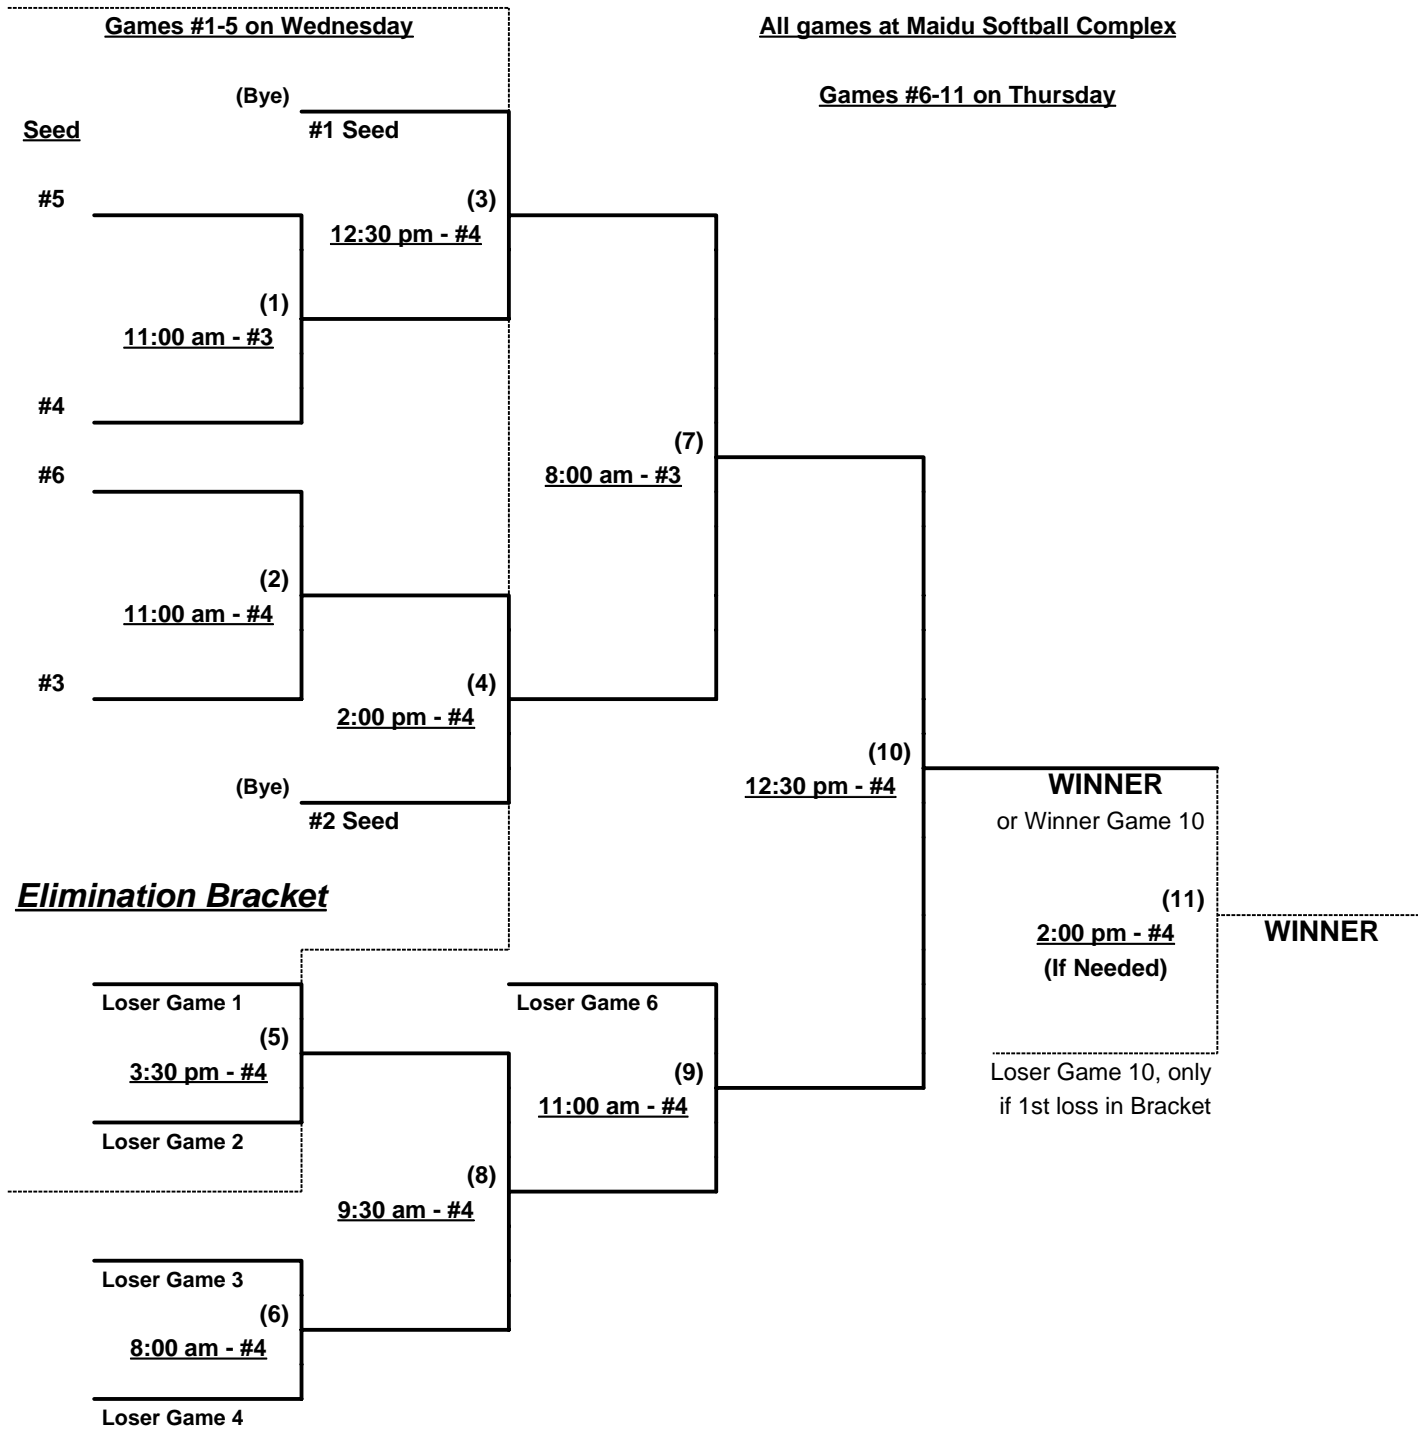 Games #1-5 on Wednesday
All games at Maidu Softball Complex
(Bye)
Games #6-11 on Thursday
Seed
#1 Seed
#5
(3)
12:30 pm - #4
(1)
11:00 am - #3
#4
(7)
#6
8:00 am - #3
(2)
11:00 am - #4
#3
(4)
2:00 pm - #4
(10)
(Bye)
12:30 pm - #4
WINNER
#2 Seed
or Winner Game 10
Elimination Bracket
(11)
2:00 pm - #4
WINNER
(If Needed)
Loser Game 1
Loser Game 6
(5)
3:30 pm - #4
(9)
Loser Game 10, only
11:00 am - #4
if 1st loss in Bracket
Loser Game 2
(8)
9:30 am - #4
Loser Game 3
(6)
8:00 am - #4
Loser Game 4